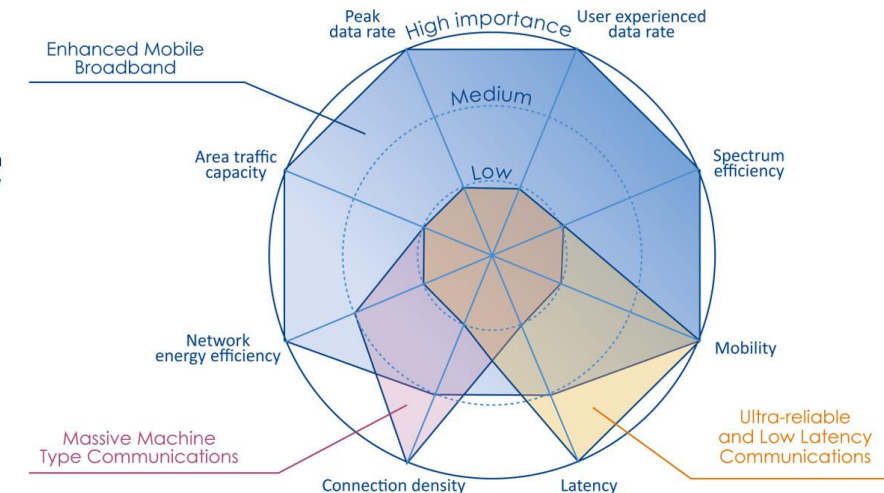 Peak
data rate
High importance
User experienced
data rate
Enhanced Mobile
Broadband
Medium
Area traffic
capacity
Low
Spectrum
efficiency
Network
energy efficiency
Mobility
Massive Machine
Type Communications
Ultra-reliable
and Low Latency
Communications
Connection density
Latency